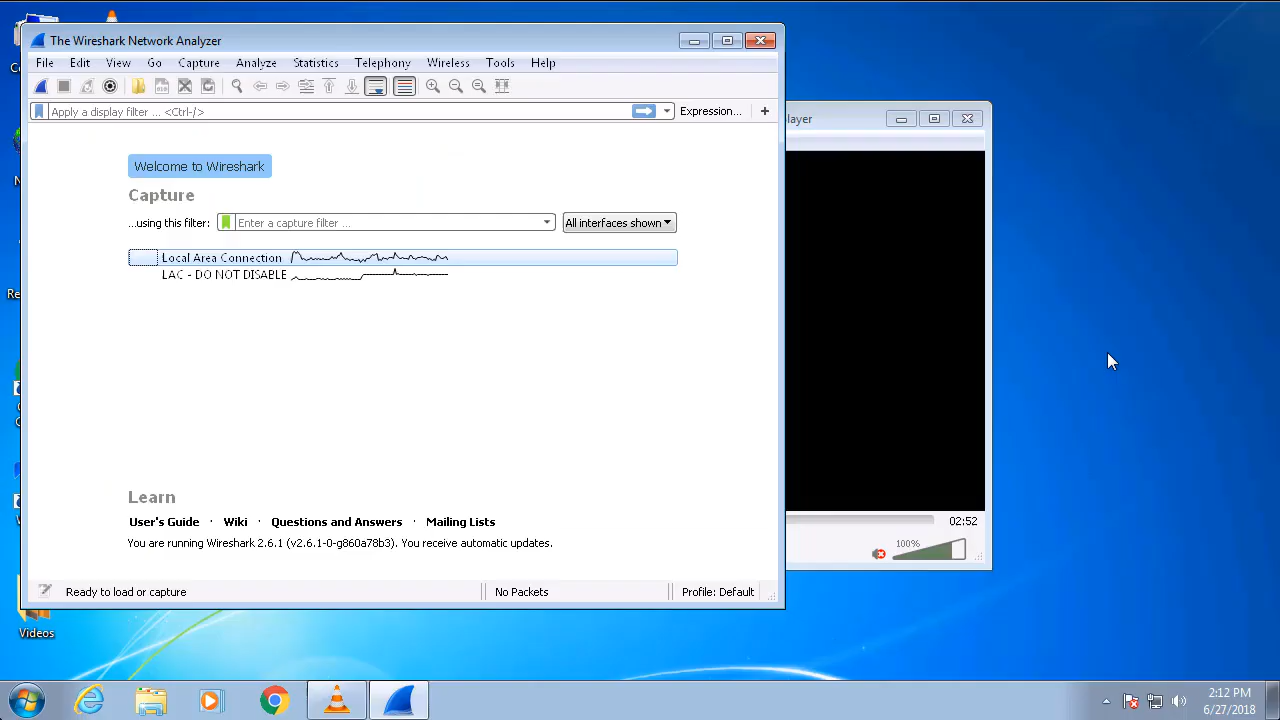 The Wireshark Network Analyzer
File Edit View Go Capture Analyze Statistics Telephony Wireless Tools Help
Apply a display filter ... <Ctrl-/>
Expression... +
layer
Welcome to Wireshark
Capture
...using this filter: Enter a capture filter ... All interfaces shown
Local Area Connection
LAC - DO NOT DISABLE
Learn
User's Guide · Wiki · Questions and Answers · Mailing Lists
You are running Wireshark 2.6.1 (v2.6.1-0-g860a78b3). You receive automatic updates.
02:52
100%
Ready to load or capture No Packets Profile: Default
Videos
2:12 PM
6/27/2018